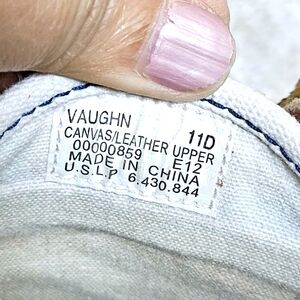 VAUGHN 11D
CANVAS/LEATHER UPPER
00000859 E12
MADE IN CHINA
U.S.L.P 6.430.844